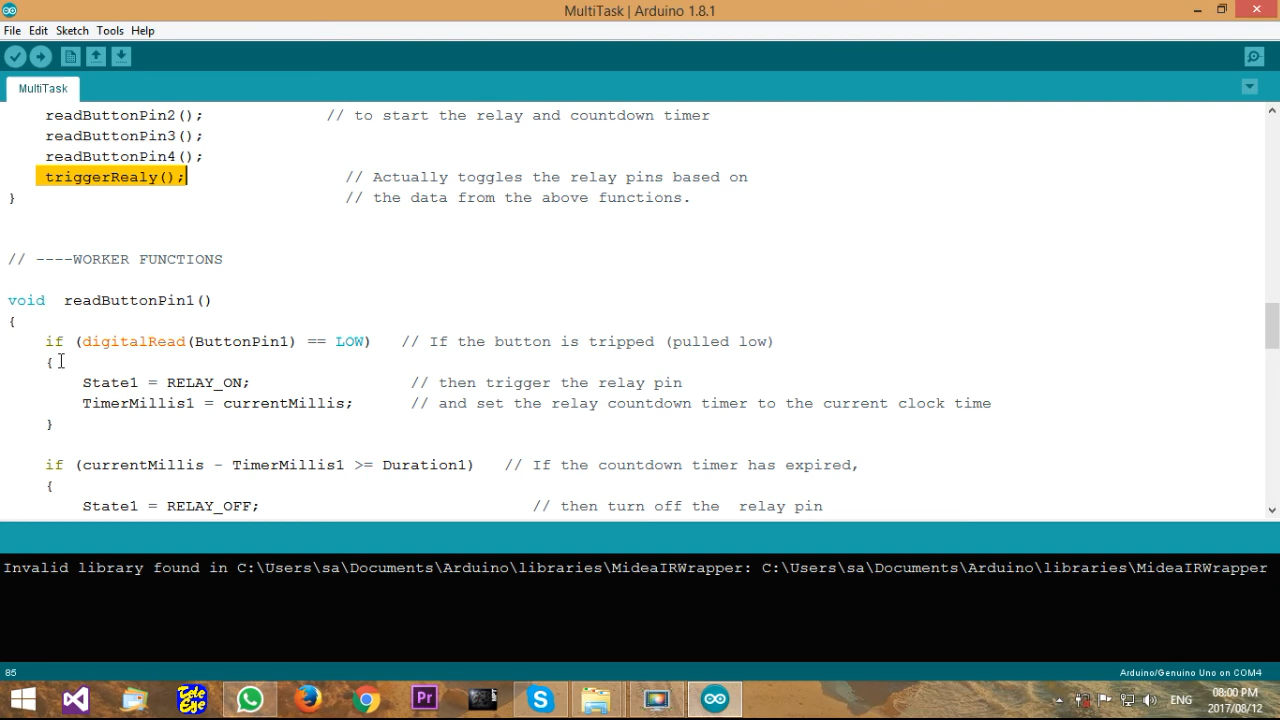 MultiTask | Arduino 1.8.1
File Edit Sketch Tools Help
MultiTask
readButtonPin2(); // to start the relay and countdown timer
readButtonPin3();
readButtonPin4();
triggerRealy(); // Actually toggles the relay pins based on
} // the data from the above functions.
// ----WORKER FUNCTIONS
void readButtonPin1()
{
if (digitalRead(ButtonPin1) == LOW) // If the button is tripped (pulled low)
{
State1 = RELAY_ON; // then trigger the relay pin
TimerMillis1 = currentMillis; // and set the relay countdown timer to the current clock time
}
if (currentMillis - TimerMillis1 >= Duration1) // If the countdown timer has expired,
{
State1 = RELAY_OFF; // then turn off the relay pin
Invalid library found in C:\Users\sa\Documents\Arduino\libraries\MideaIRWrapper: C:\Users\sa\Documents\Arduino\libraries\MideaIRWrapper
85 Arduino/Genuino Uno on COM4
Tele Eye Pr ENG 08:00 PM
2017/08/12